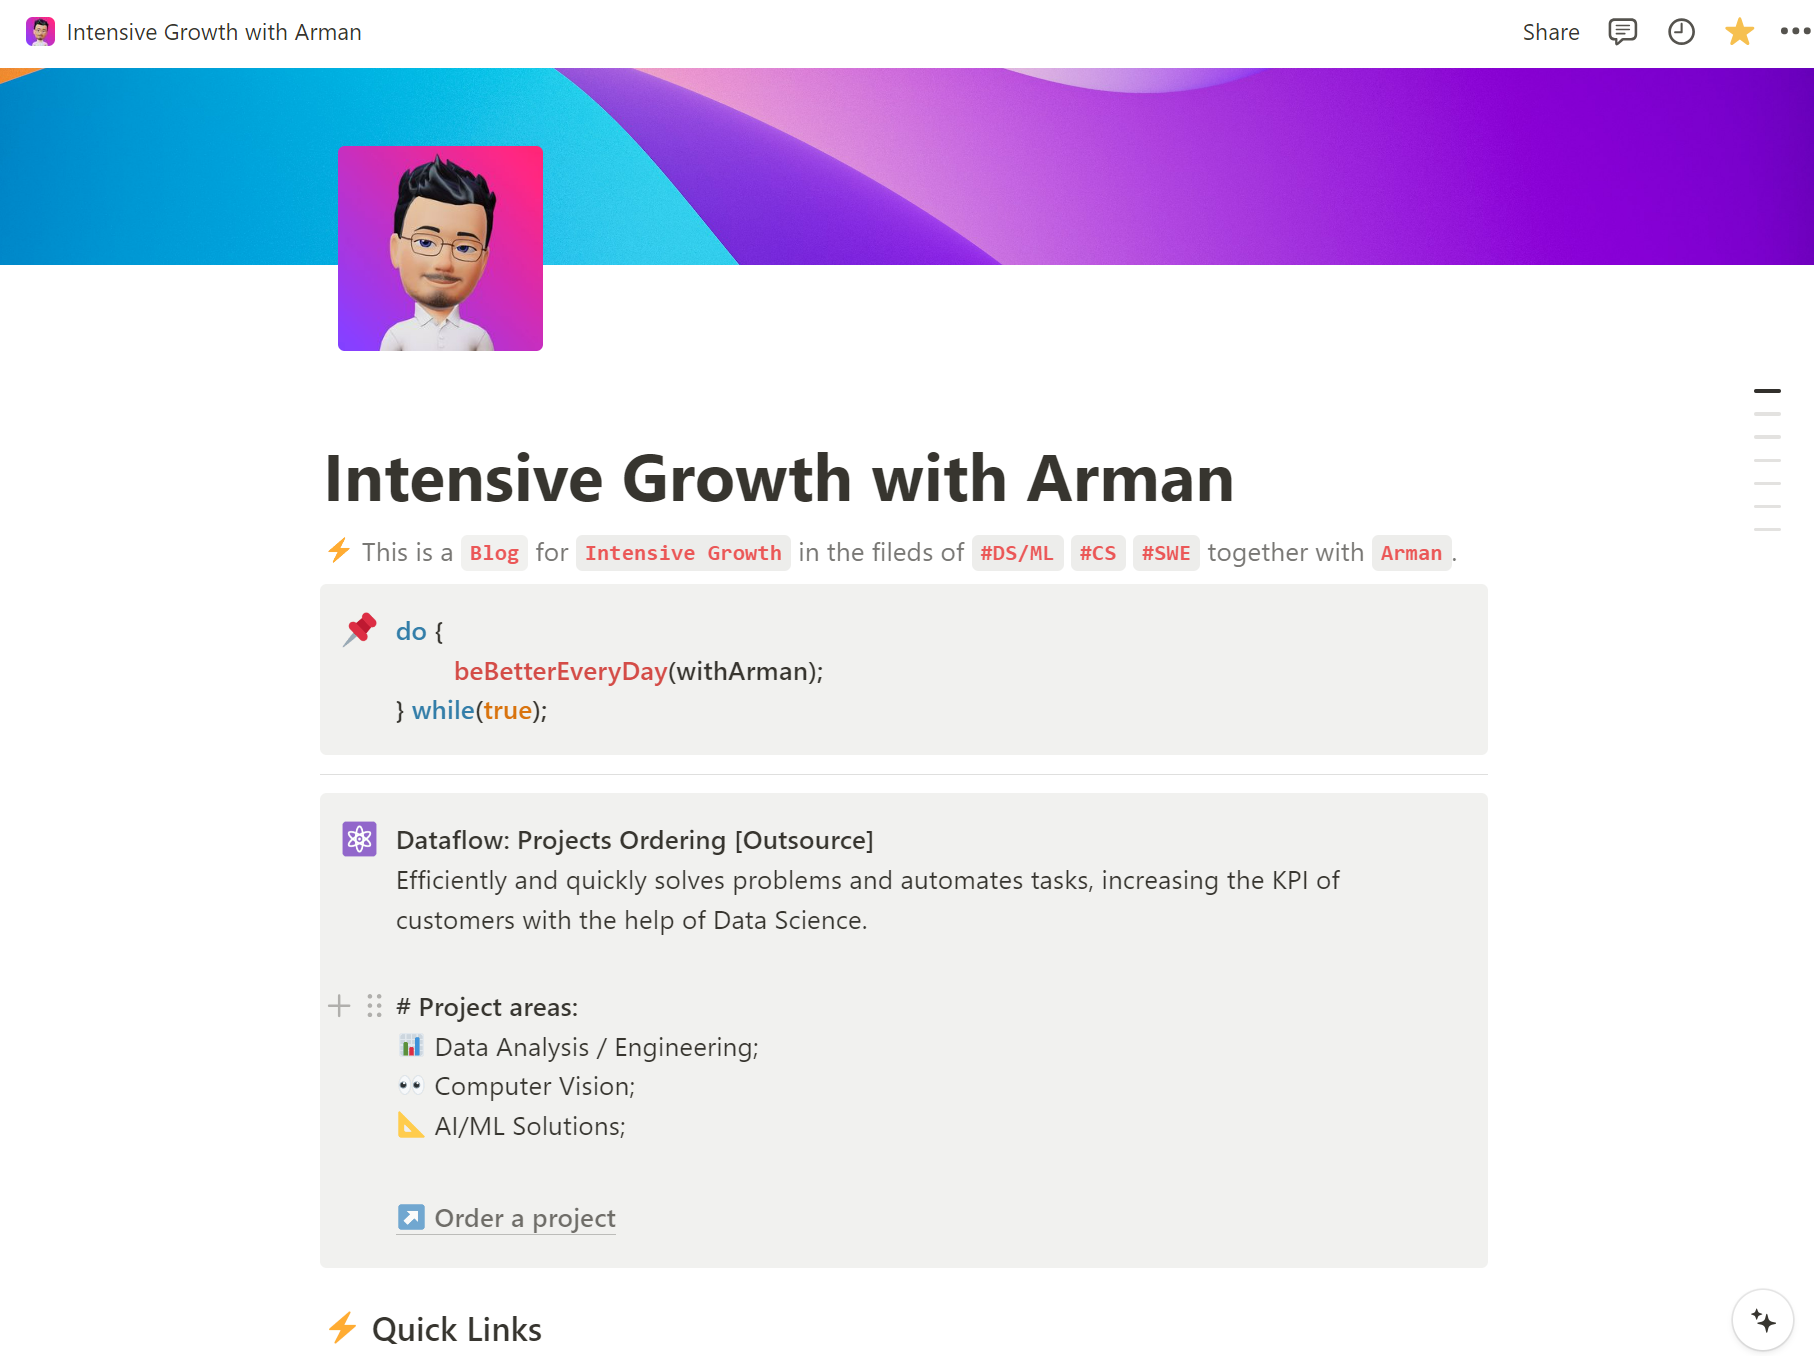 Intensive Growth with Arman
Share
Intensive Growth with Arman
⚡ This is a Blog for Intensive Growth in the fileds of #DS/ML #CS #SWE together with Arman.
📌 do {
beBetterEveryDay(withArman);
} while(true);
⚛️ Dataflow: Projects Ordering [Outsource]
Efficiently and quickly solves problems and automates tasks, increasing the KPI of
customers with the help of Data Science.
# Project areas:
📊 Data Analysis / Engineering;
👀 Computer Vision;
📐 AI/ML Solutions;
↗️ Order a project
⚡ Quick Links